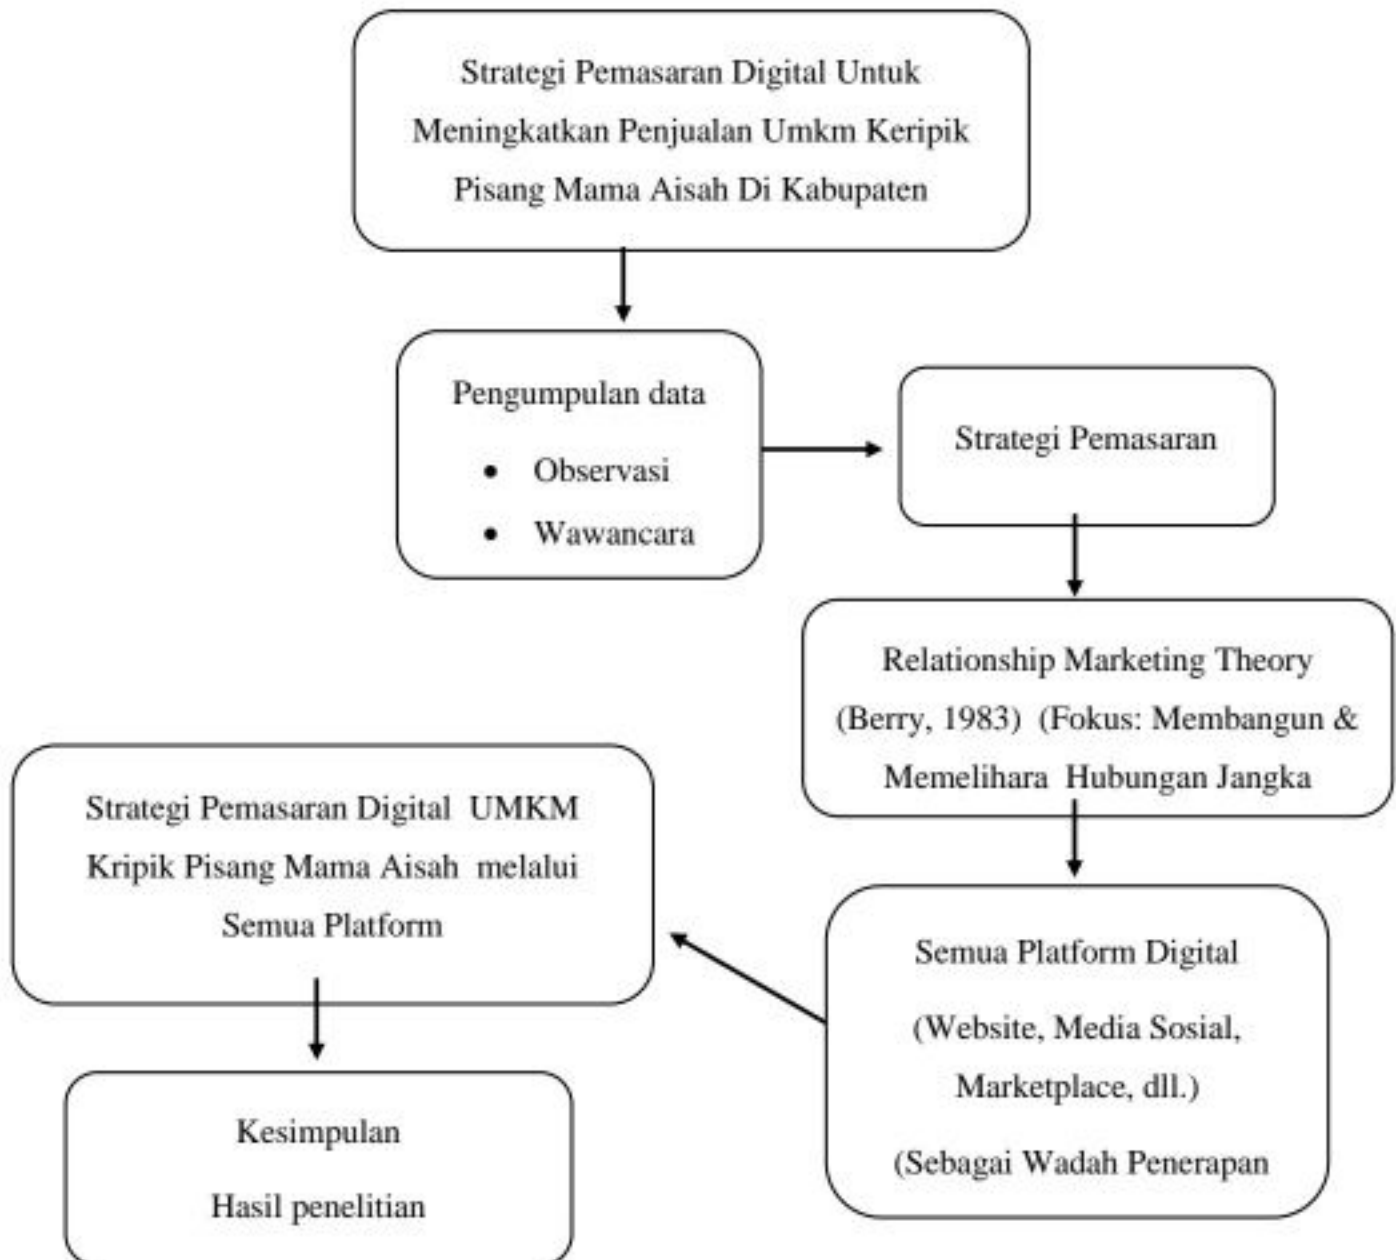 Strategi Pemasaran Digital Untuk
Meningkatkan Penjualan Umkm Keripik
Pisang Mama Aisah Di Kabupaten
Pengumpulan data
• Observasi
• Wawancara
Strategi Pemasaran
Relationship Marketing Theory
(Berry, 1983) (Fokus: Membangun &
Memelihara Hubungan Jangka
Semua Platform Digital
(Website, Media Sosial,
Marketplace, dll.)
(Sebagai Wadah Penerapan
Strategi Pemasaran Digital UMKM
Kripik Pisang Mama Aisah melalui
Semua Platform
Kesimpulan
Hasil penelitian